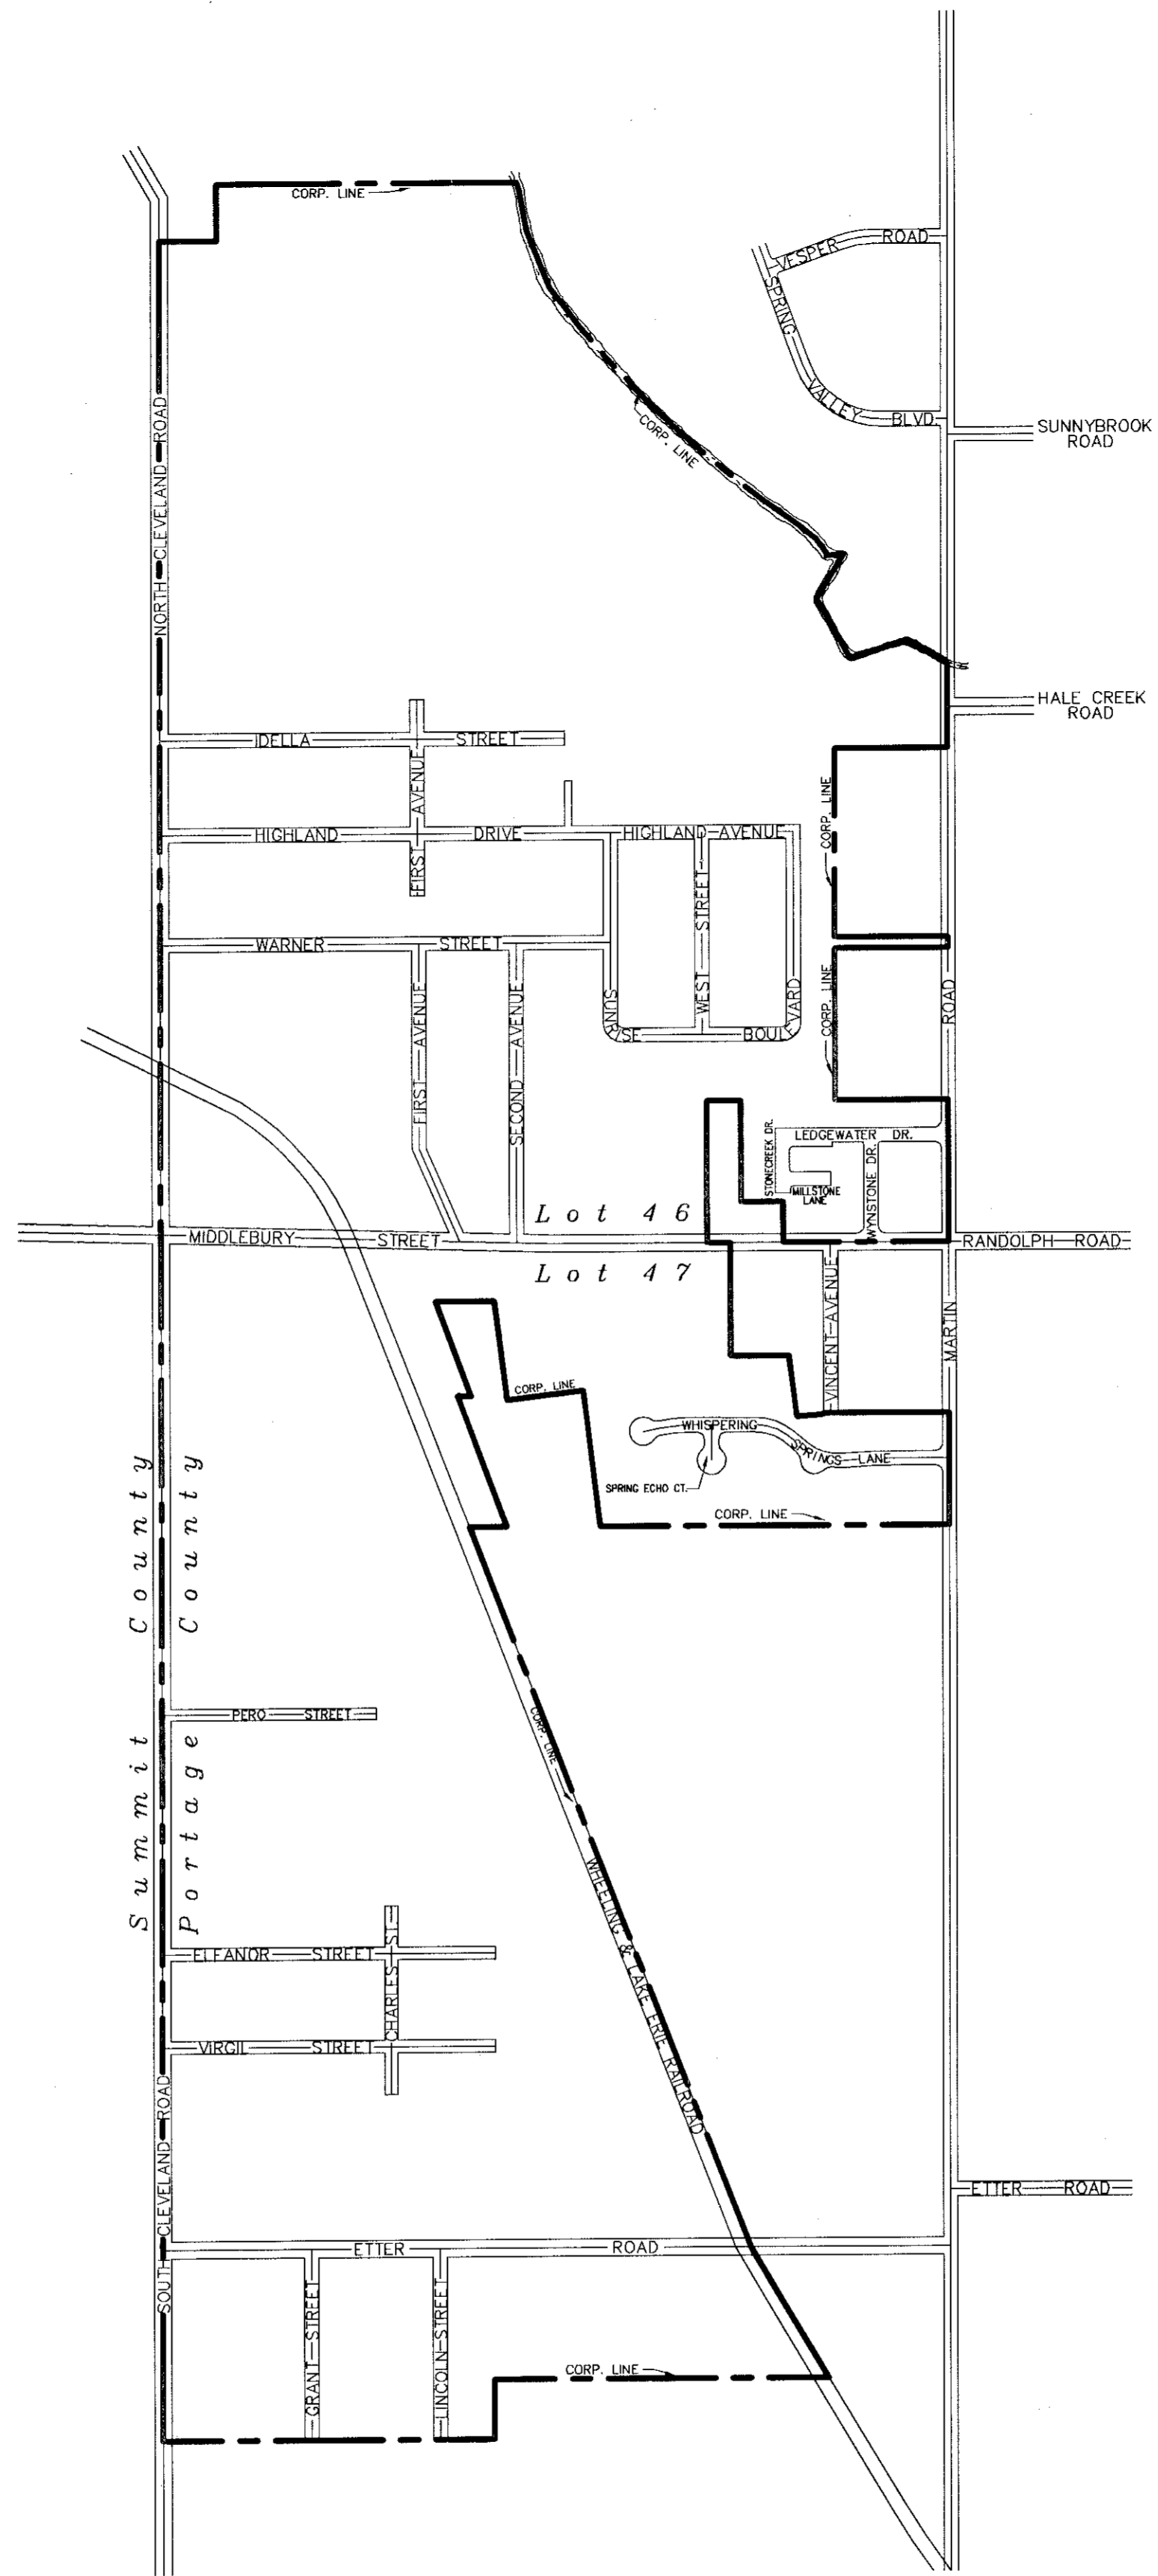 CORP. LINE
VESPER ROAD
SPRING VALLEY BLVD.
SUNNYBROOK
ROAD
CORP. LINE
NORTH CLEVELAND ROAD
HALE CREEK
ROAD
IDELLA STREET
FIRST AVENUE
CORP. LINE
HIGHLAND DRIVE
HIGHLAND AVENUE
WEST STREET
WARNER STREET
FIRST AVENUE
SECOND AVENUE
SUNRISE BOULEVARD
CORP. LINE
MARTIN ROAD
STONECREEK DR.
LEDGEWATER DR.
MILLSTONE
LANE
WYNSTONE DR.
Lot 46
MIDDLEBURY STREET
RANDOLPH ROAD
Lot 47
VINCENT AVENUE
CORP. LINE
WHISPERING SPRINGS LANE
SPRING ECHO CT.
CORP. LINE
Summit County
Portage County
PERO STREET
CORP. LINE
WHEELING & LAKE ERIE RAILROAD
ELEANOR STREET
CHARLES ST.
VIRGIL STREET
SOUTH CLEVELAND ROAD
ETTER ROAD
ETTER ROAD
GRANT STREET
LINCOLN STREET
CORP. LINE